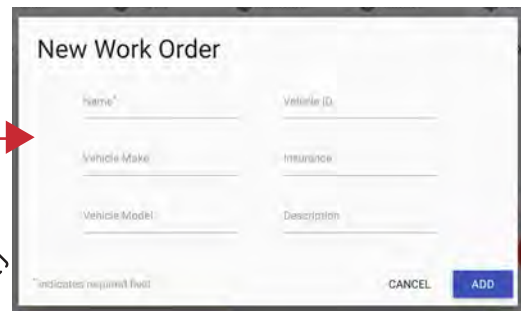 New Work Order
Name*
Vehicle ID
Vehicle Make
Insurance
Vehicle Model
Description
*indicates required field
CANCEL
ADD